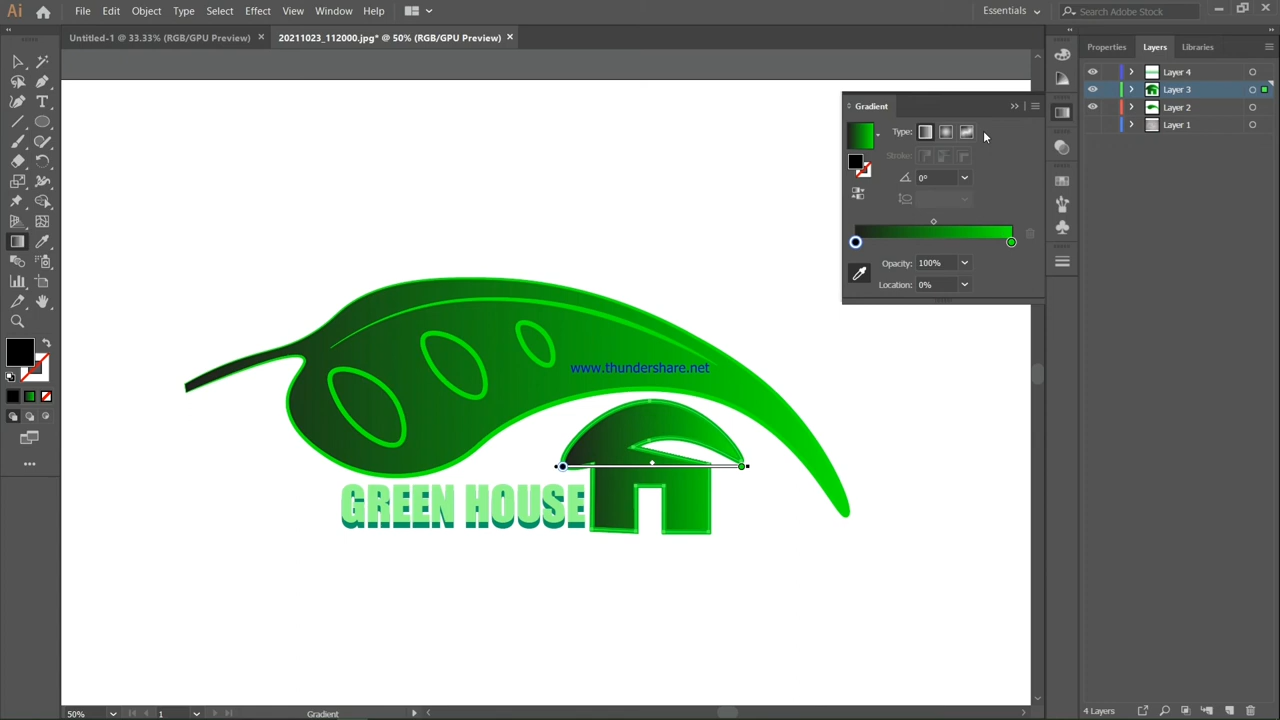 Ai File Edit Object Type Select Effect View Window Help Essentials Search Adobe Stock
Untitled-1 @ 33.33% (RGB/GPU Preview) × 20211023_112000.jpg* @ 50% (RGB/GPU Preview) ×
Properties Layers Libraries
Layer 4
Layer 3
Layer 2
Layer 1
Gradient
Type:
Stroke:
0°
Opacity: 100%
Location: 0%
www.thundershare.net
GREEN HOUSE
50% 1 Gradient 4 Layers